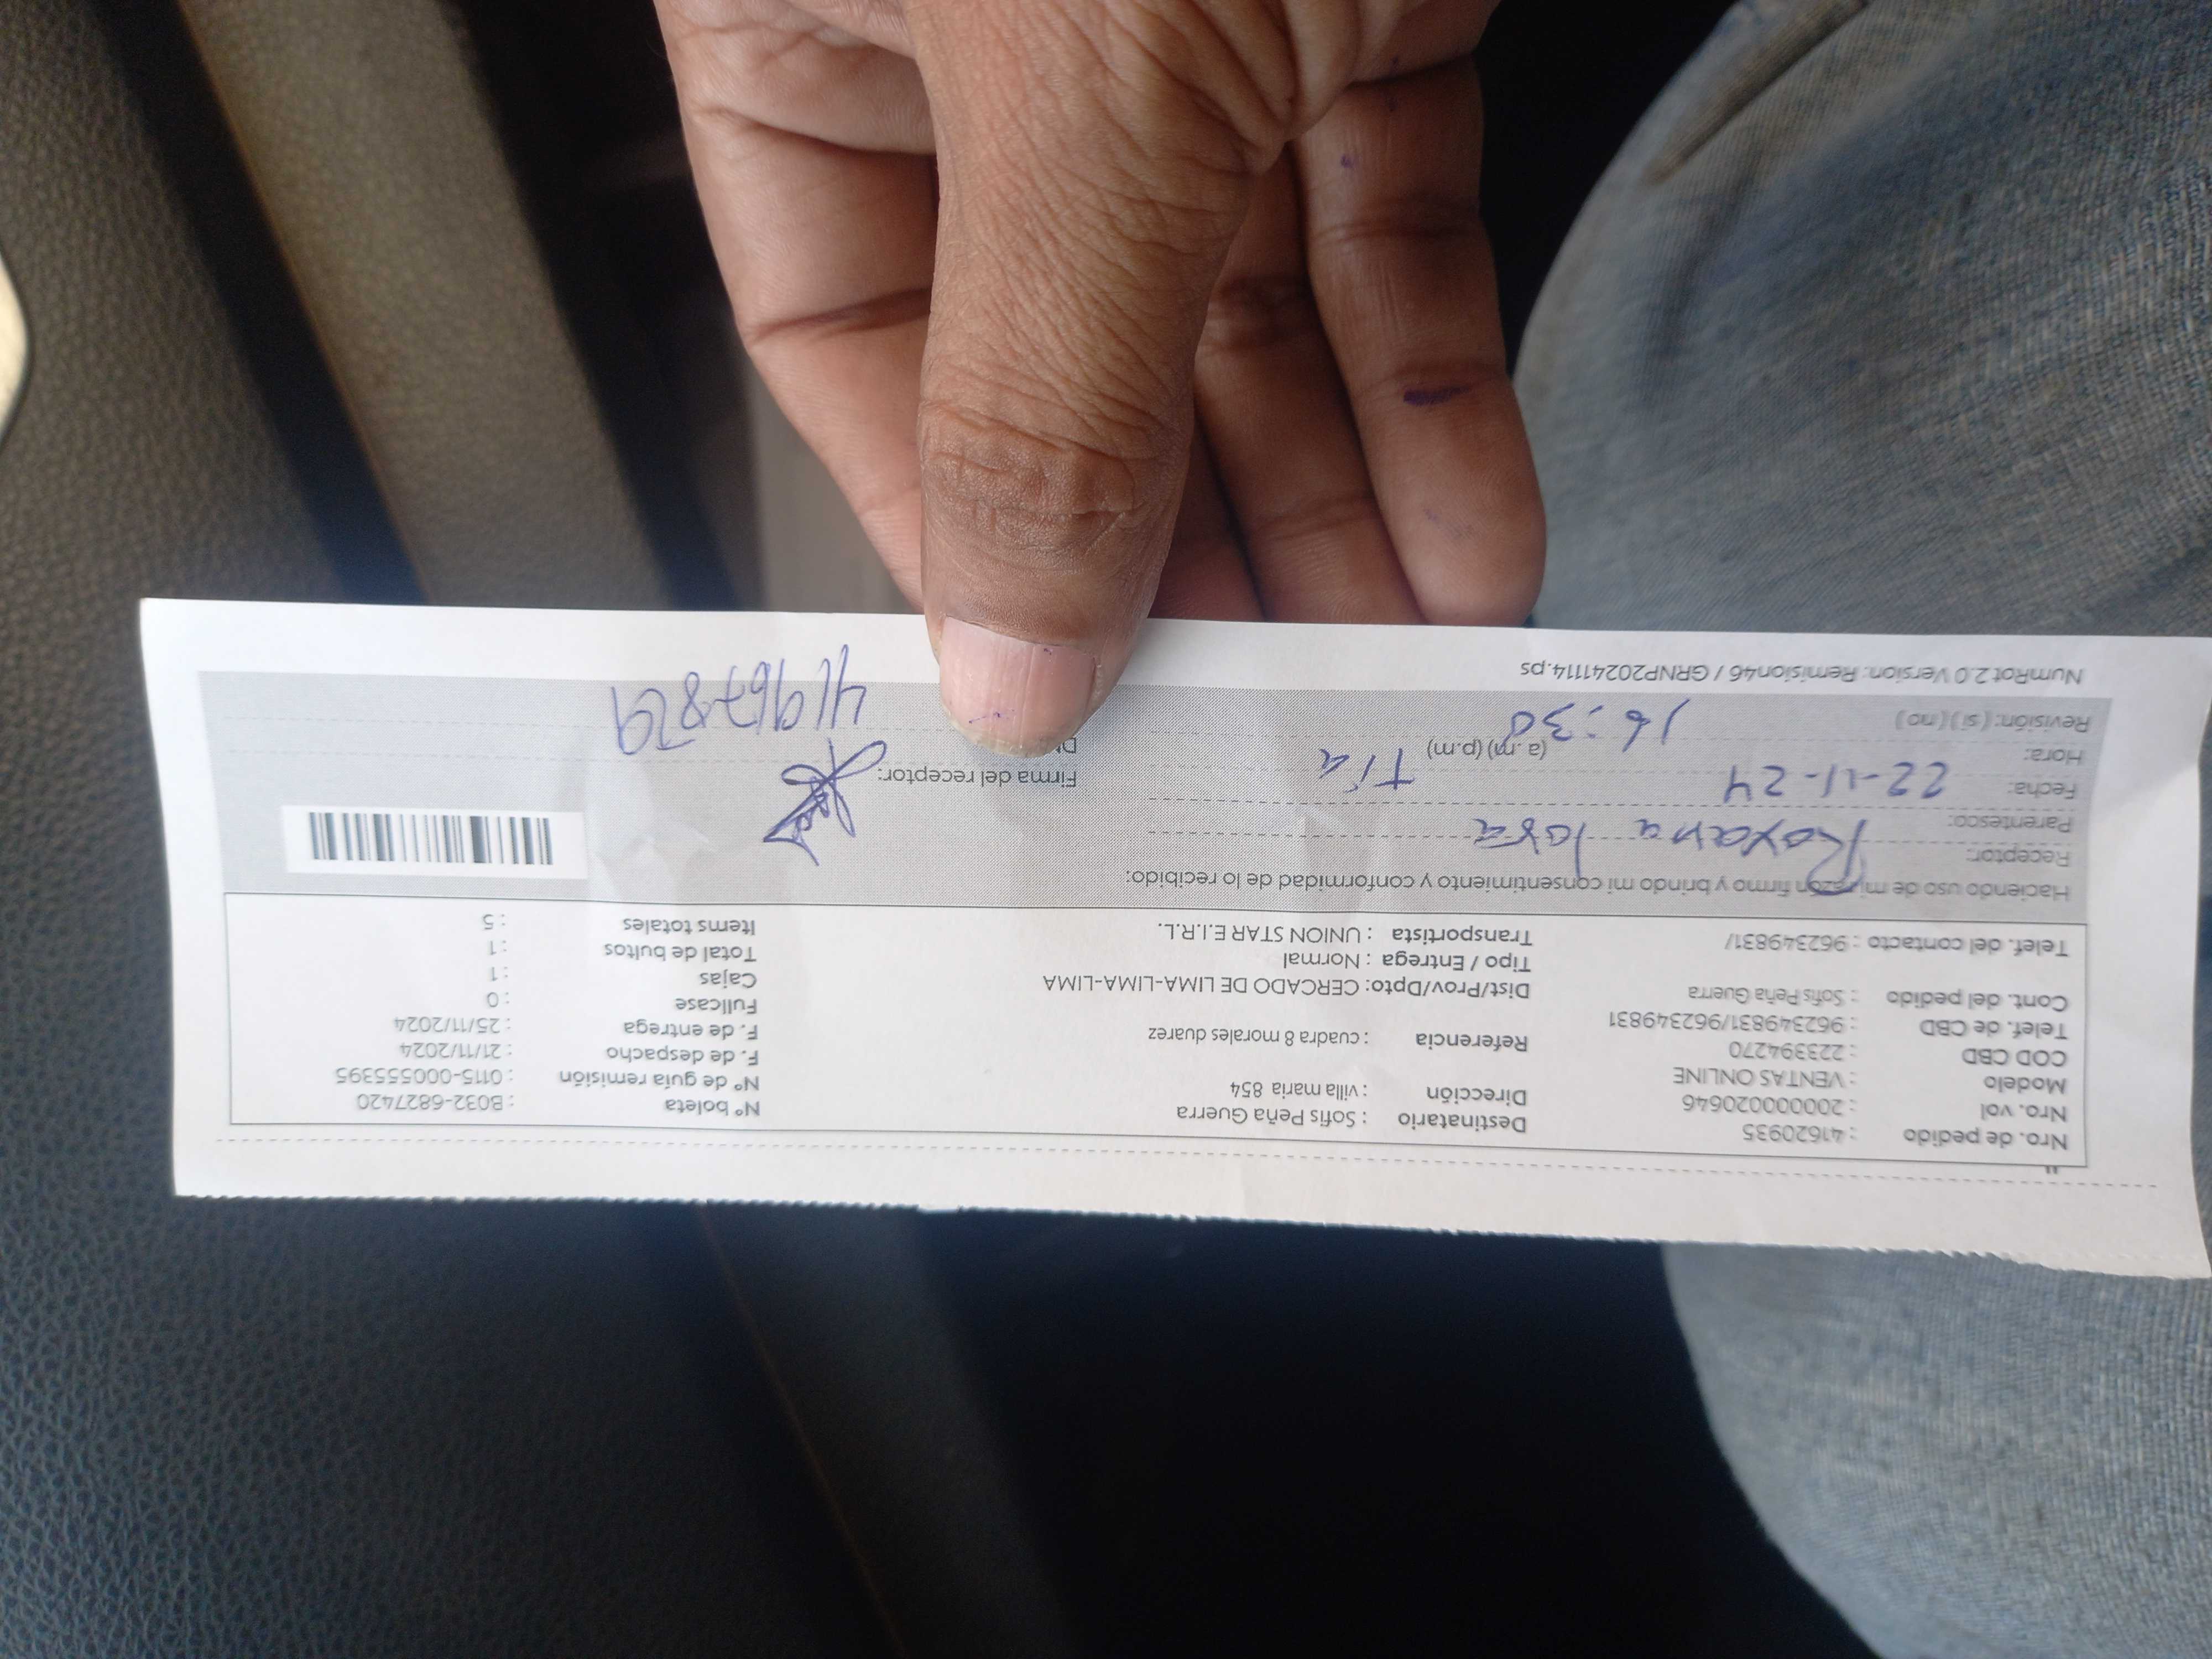 Nro. de pedido : 41620935
Nro. vol : 2000000020646
Modelo : VENTAS ONLINE
COD CBD : 223394270
Telef. de CBD : 962349831/962349831
Cont. del pedido : Sofis Peña Guerra
Telef. del contacto : 962349831/
Destinatario : Sofis Peña Guerra
Dirección : villa maria 854
Referencia : cuadra 8 morales duarez
Dist/Prov/Dpto: CERCADO DE LIMA-LIMA-LIMA
Tipo / Entrega : Normal
Transportista : UNION STAR E.I.R.L.
N° boleta : B032-6827420
N° de guía remisión : 0115-000555395
F. de despacho : 21/11/2024
F. de entrega : 25/11/2024
Fullcase : 0
Cajas : 1
Total de bultos : 1
Items totales : 5
Haciendo uso de mi razón firmo y brindo mi consentimiento y conformidad de lo recibido:
Receptor: Roxana
Parentesco: Tía
Fecha: 22-11-24
Hora: 16:30 (a.m) (p.m)
Revisión: ( si ) ( no )
Firma del receptor:
NumRot 2.0 Version: Remision46 / GRNP20241114.ps